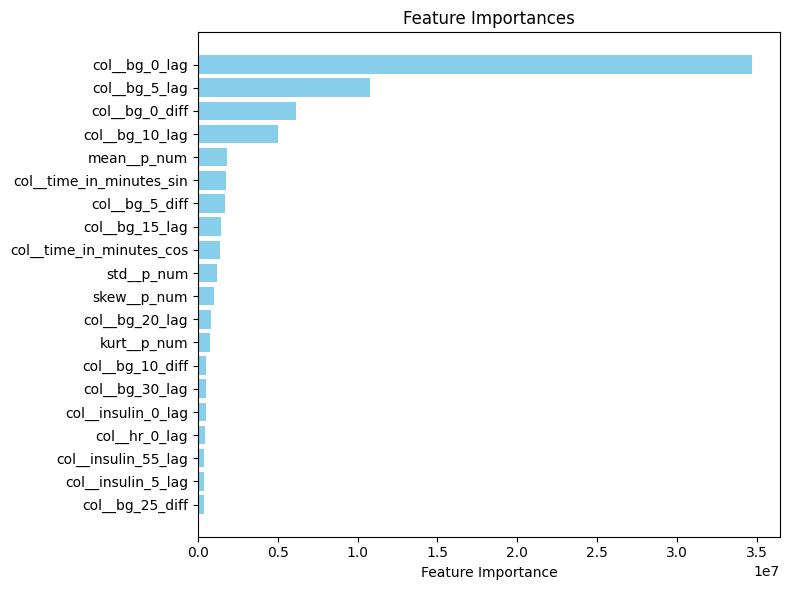 Feature Importances
col__bg_0_lag
col__bg_5_lag
col__bg_0_diff
col__bg_10_lag
mean__p_num
col__time_in_minutes_sin
col__bg_5_diff
col__bg_15_lag
col__time_in_minutes_cos
std__p_num
skew__p_num
col__bg_20_lag
kurt__p_num
col__bg_10_diff
col__bg_30_lag
col__insulin_0_lag
col__hr_0_lag
col__insulin_55_lag
col__insulin_5_lag
col__bg_25_diff
0.0 0.5 1.0 1.5 2.0 2.5 3.0 3.5
1e7
Feature Importance